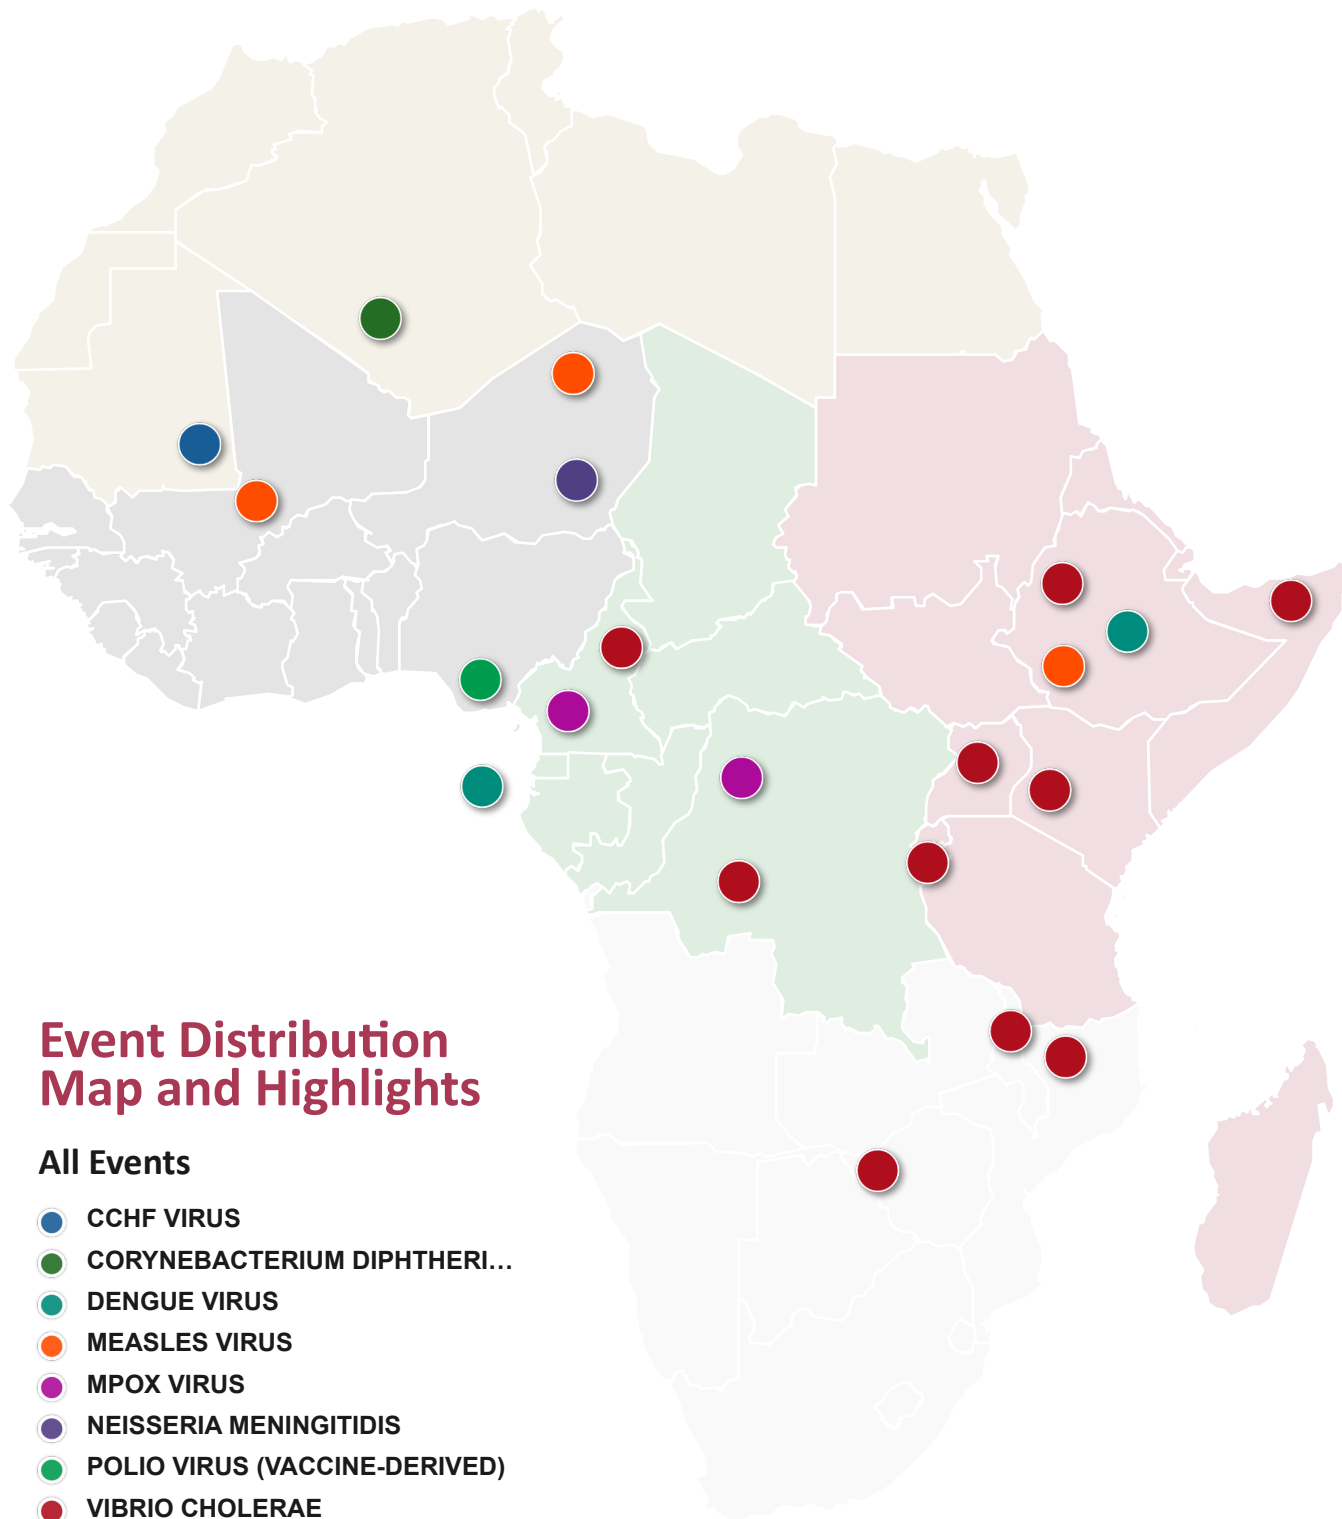 Event Distribution
Map and Highlights
All Events
CCHF VIRUS
CORYNEBACTERIUM DIPHTHERI…
DENGUE VIRUS
MEASLES VIRUS
MPOX VIRUS
NEISSERIA MENINGITIDIS
POLIO VIRUS (VACCINE-DERIVED)
VIBRIO CHOLERAE